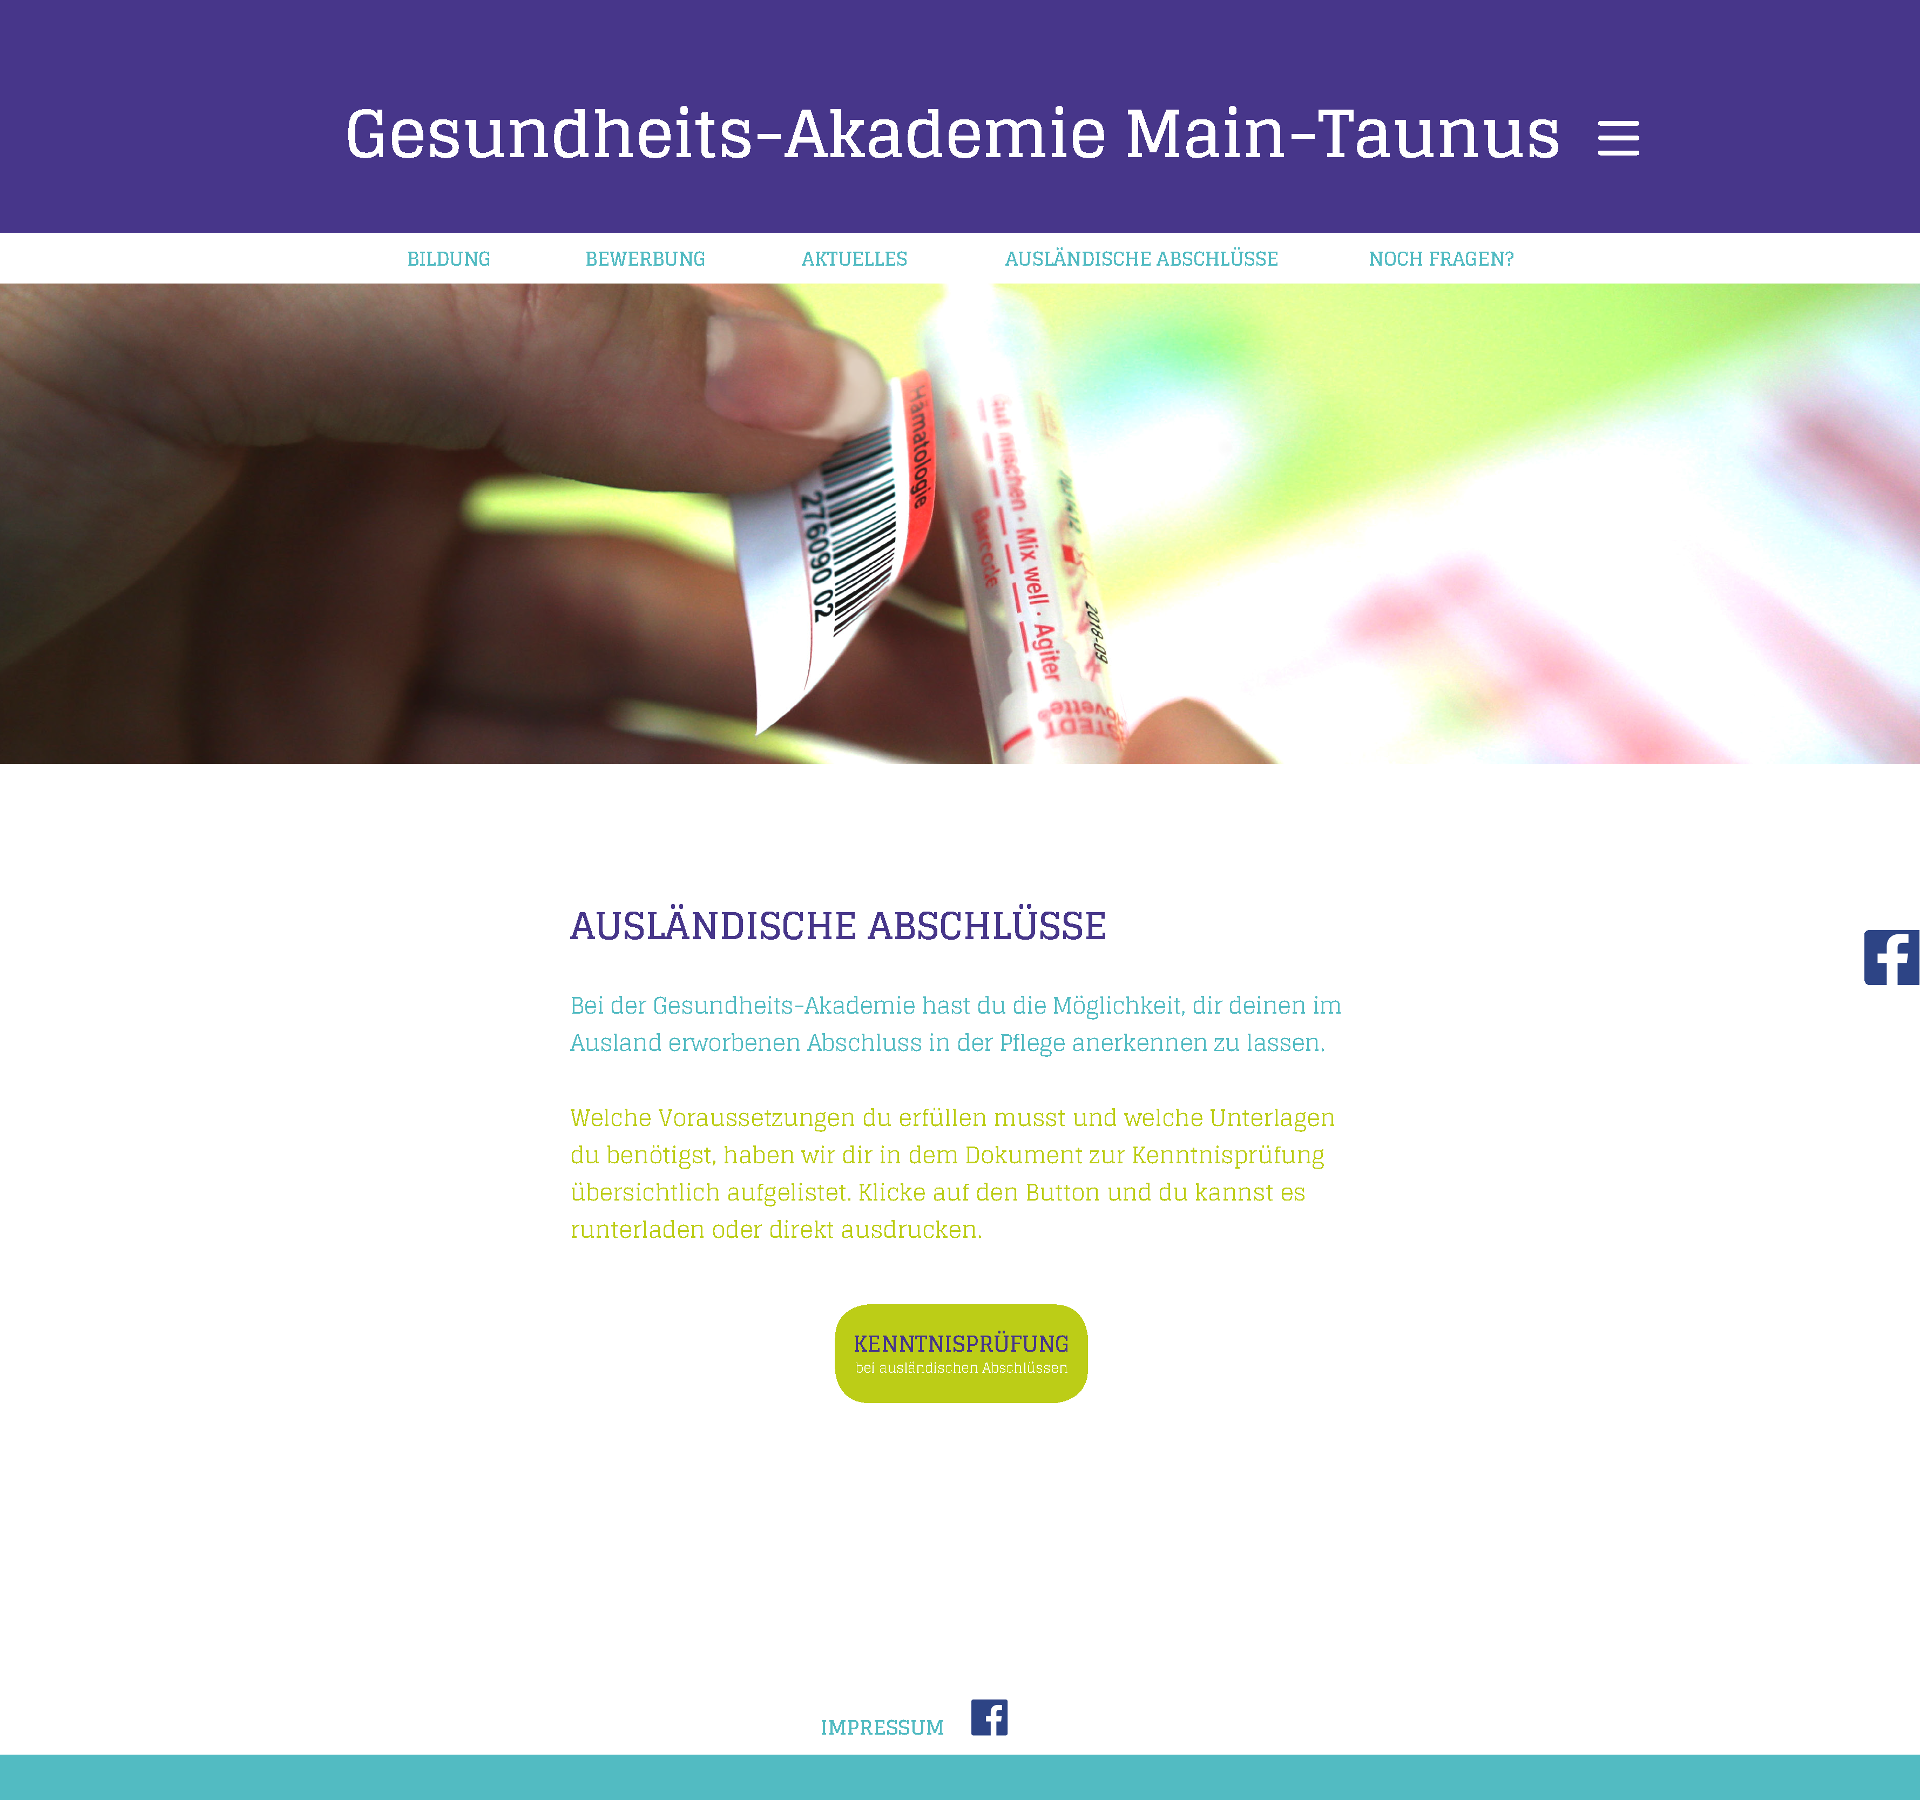 Gesundheits-Akademie Main-Taunus
BILDUNG BEWERBUNG AKTUELLES AUSLÄNDISCHE ABSCHLÜSSE NOCH FRAGEN?
Hämatologie
276090 02
mischen · Mix well · Agiter
Barcode
2018-09
AUSLÄNDISCHE ABSCHLÜSSE
Bei der Gesundheits-Akademie hast du die Möglichkeit, dir deinen im
Ausland erworbenen Abschluss in der Pflege anerkennen zu lassen.
Welche Voraussetzungen du erfüllen musst und welche Unterlagen
du benötigst, haben wir dir in dem Dokument zur Kenntnisprüfung
übersichtlich aufgelistet. Klicke auf den Button und du kannst es
runterladen oder direkt ausdrucken.
KENNTNISPRÜFUNG
bei ausländischen Abschlüssen
IMPRESSUM